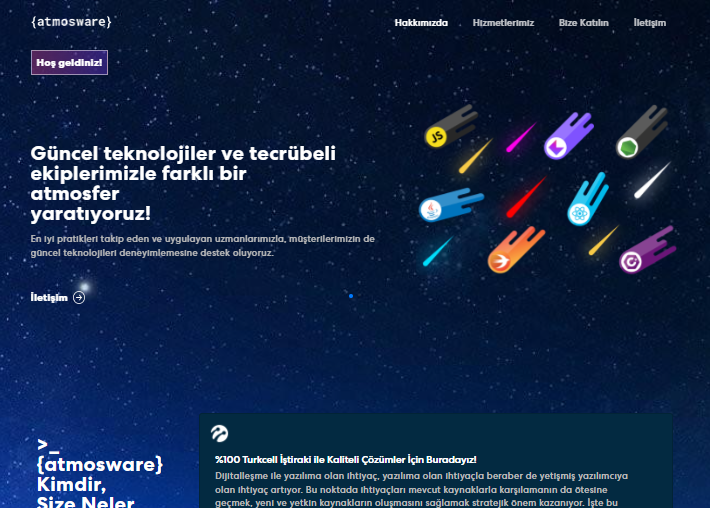 {atmosware}
Hakkımızda
Hizmetlerimiz
Bize Katılın
İletişim
Hoş geldiniz!
JS
Güncel teknolojiler ve tecrübeli
ekiplerimizle farklı bir
atmosfer
yaratıyoruz!
En iyi pratikleri takip eden ve uygulayan uzmanlarımızla, müşterilerimizin de
güncel teknolojileri deneyimlemesine destek oluyoruz.
İletişim
>_
{atmosware}
Kimdir,
Size Neler
%100 Turkcell İştiraki ile Kaliteli Çözümler İçin Buradayız!
Dijitalleşme ile yazılıma olan ihtiyaç, yazılıma olan ihtiyaçla beraber de yetişmiş yazılımcıya
olan ihtiyaç artıyor. Bu noktada ihtiyaçları mevcut kaynaklarla karşılamanın da ötesine
geçmek, yeni ve yetkin kaynakların oluşmasını sağlamak stratejik önem kazanıyor. İşte bu